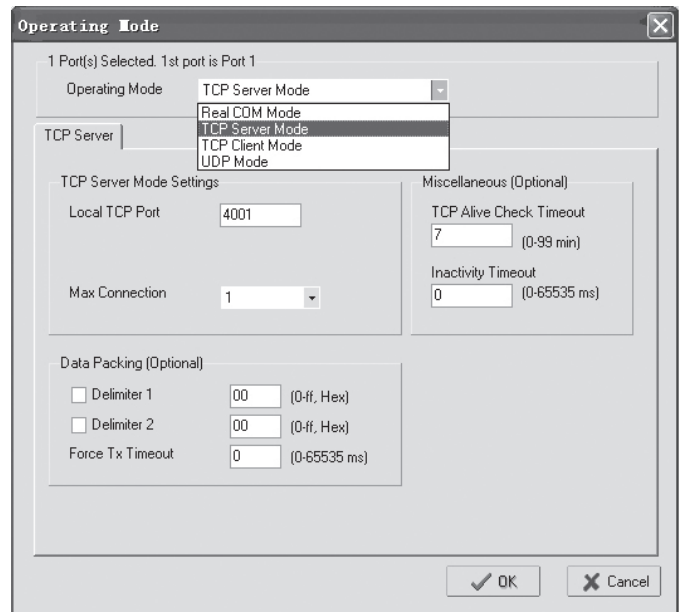 Operating Mode
1 Port(s) Selected. 1st port is Port 1
Operating Mode
TCP Server Mode
Real COM Mode
TCP Server Mode
TCP Client Mode
UDP Mode
TCP Server
TCP Server Mode Settings
Local TCP Port
4001
Max Connection
1
Miscellaneous (Optional)
TCP Alive Check Timeout
7
(0-99 min)
Inactivity Timeout
0
(0-65535 ms)
Data Packing (Optional)
Delimiter 1
00
(0-ff, Hex)
Delimiter 2
00
(0-ff, Hex)
Force Tx Timeout
0
(0-65535 ms)
OK
Cancel